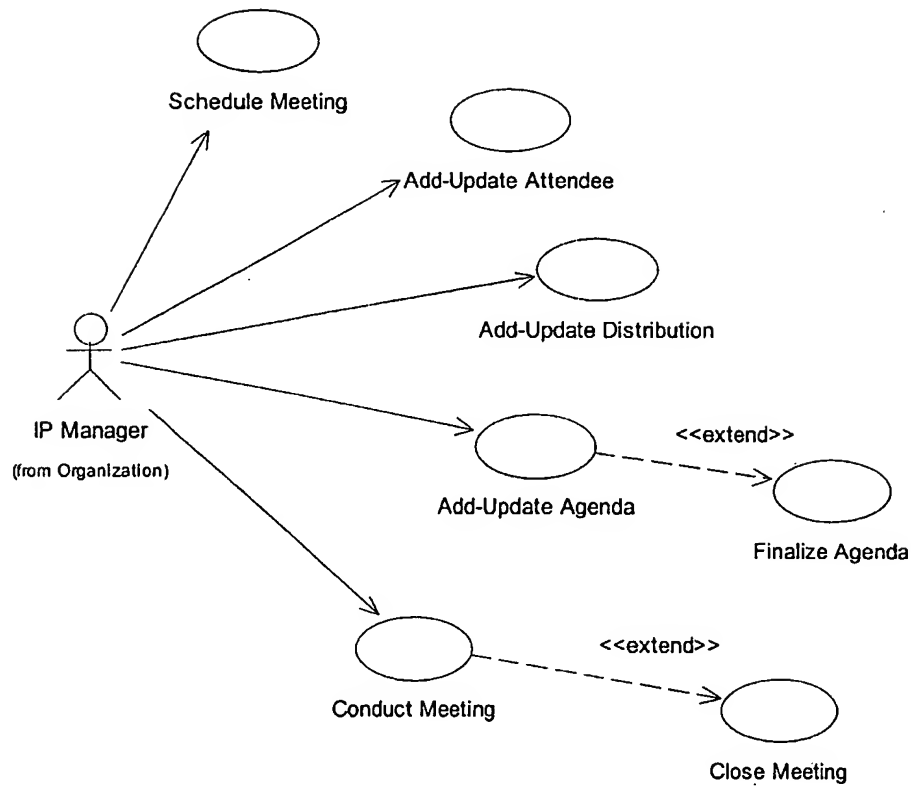 Schedule Meeting
Add-Update Attendee
Add-Update Distribution
IP Manager
(from Organization)
<<extend>>
Add-Update Agenda
Finalize Agenda
<<extend>>
Conduct Meeting
Close Meeting